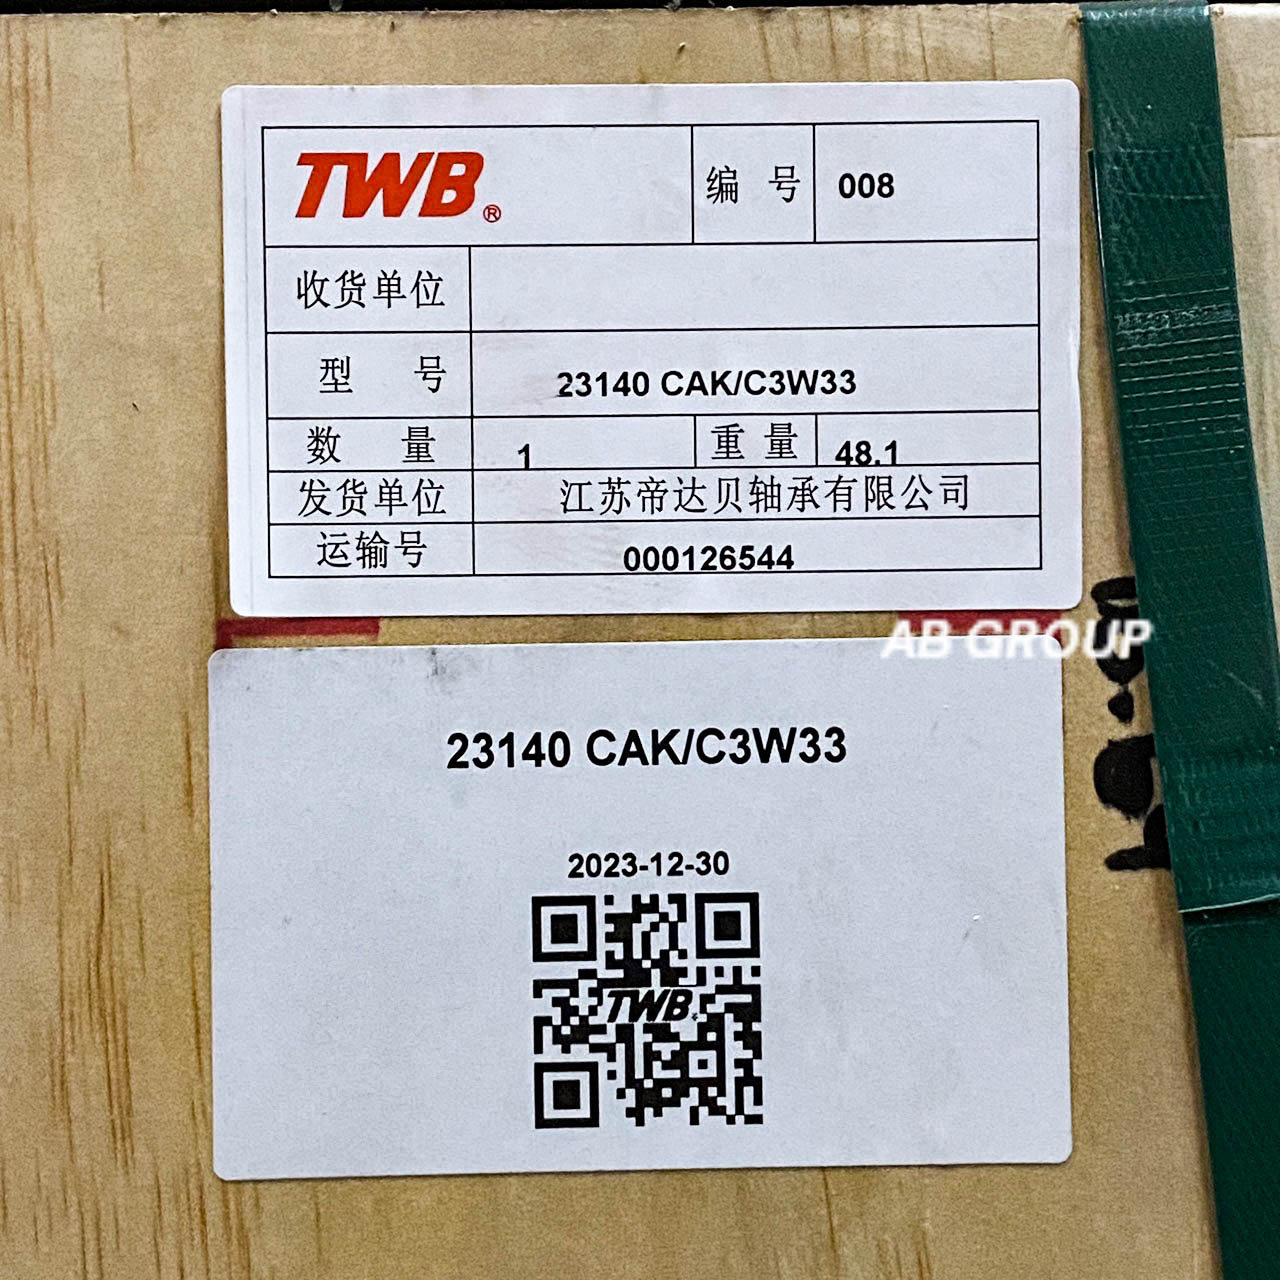 TWB® 编 号 008
收货单位
型 号 23140 CAK/C3W33
数 量 1 重 量 48.1
发货单位 江苏帝达贝轴承有限公司
运输号 000126544
AB GROUP
23140 CAK/C3W33
2023-12-30
TWB